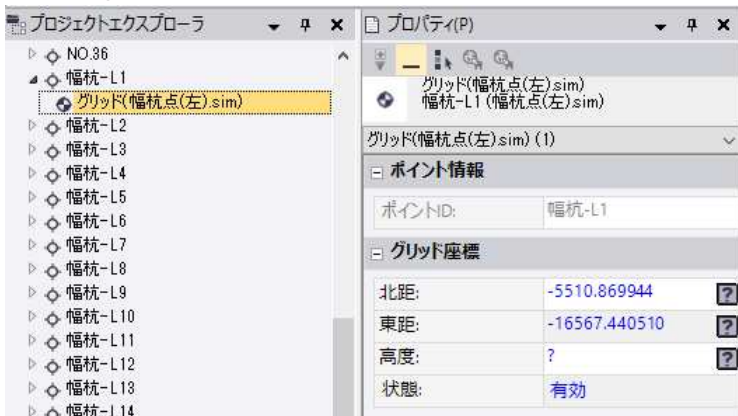 プロジェクトエクスプローラ
NO.36
幅杭-L1
グリッド(幅杭点(左).sim)
幅杭-L2
幅杭-L3
幅杭-L4
幅杭-L5
幅杭-L6
幅杭-L7
幅杭-L8
幅杭-L9
幅杭-L10
幅杭-L11
幅杭-L12
幅杭-L13
幅杭-L14
プロパティ(P)
グリッド(幅杭点(左).sim)
幅杭-L1 (幅杭点(左).sim)
グリッド(幅杭点(左).sim) (1)
ポイント情報
ポイントID: 幅杭-L1
グリッド座標
北距: -5510.869944 ?
東距: -16567.440510 ?
高度: ? ?
状態: 有効